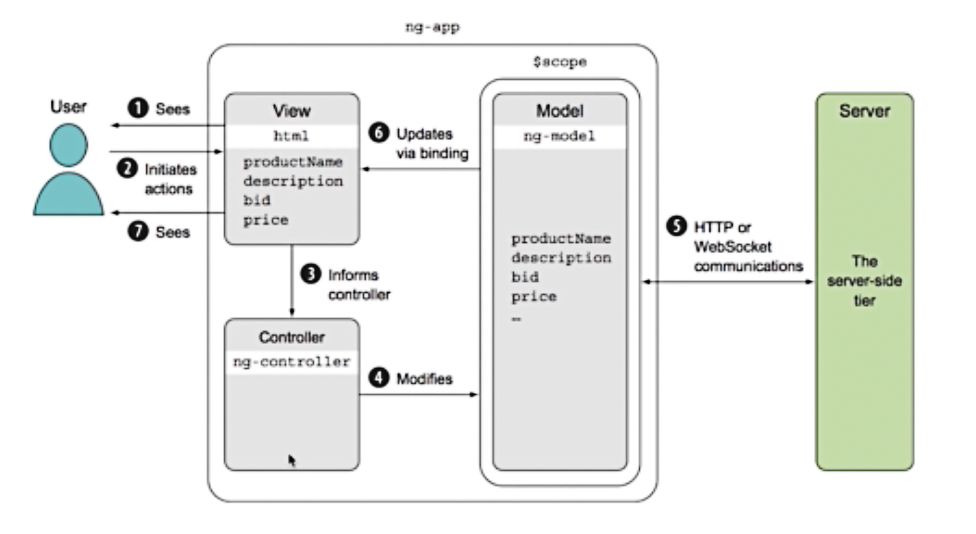 ng-app
$scope
User
1 Sees
2 Initiates
actions
7 Sees
View
html
productName
description
bid
price
6 Updates
via binding
3 Informs
controller
Controller
ng-controller
4 Modifies
Model
ng-model
productName
description
bid
price
…
5 HTTP or
WebSocket
communications
Server
The
server-side
tier